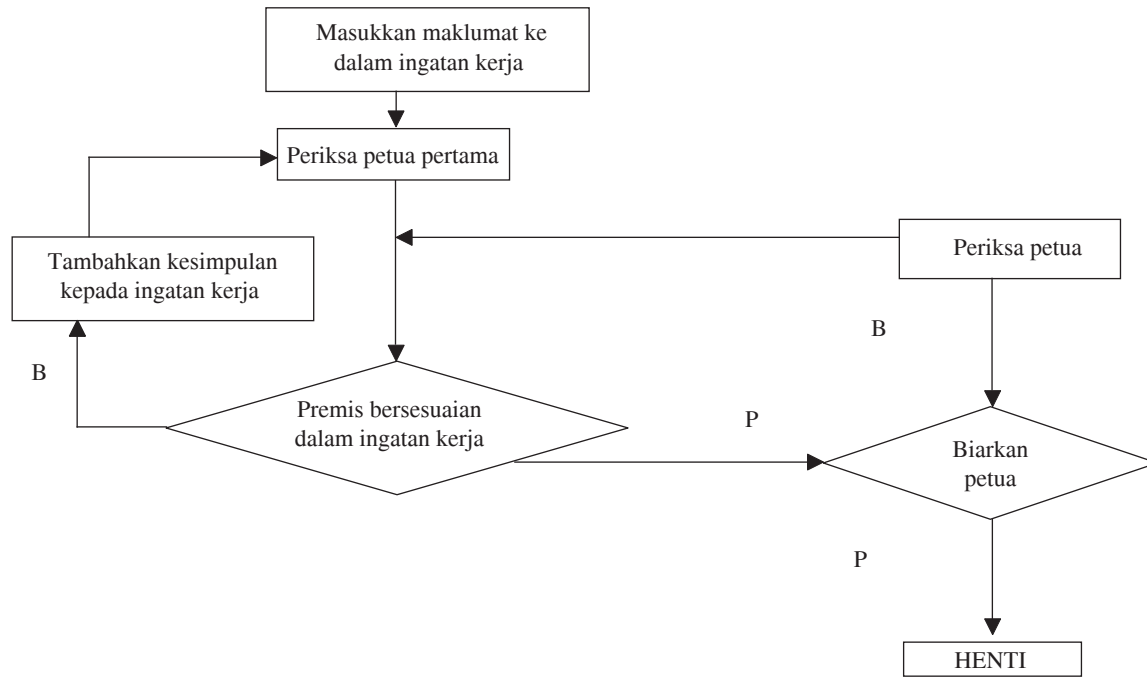 Masukkan maklumat ke
dalam ingatan kerja
Periksa petua pertama
Tambahkan kesimpulan
kepada ingatan kerja
Periksa petua
B
B
Premis bersesuaian
dalam ingatan kerja
P
Biarkan
petua
P
HENTI